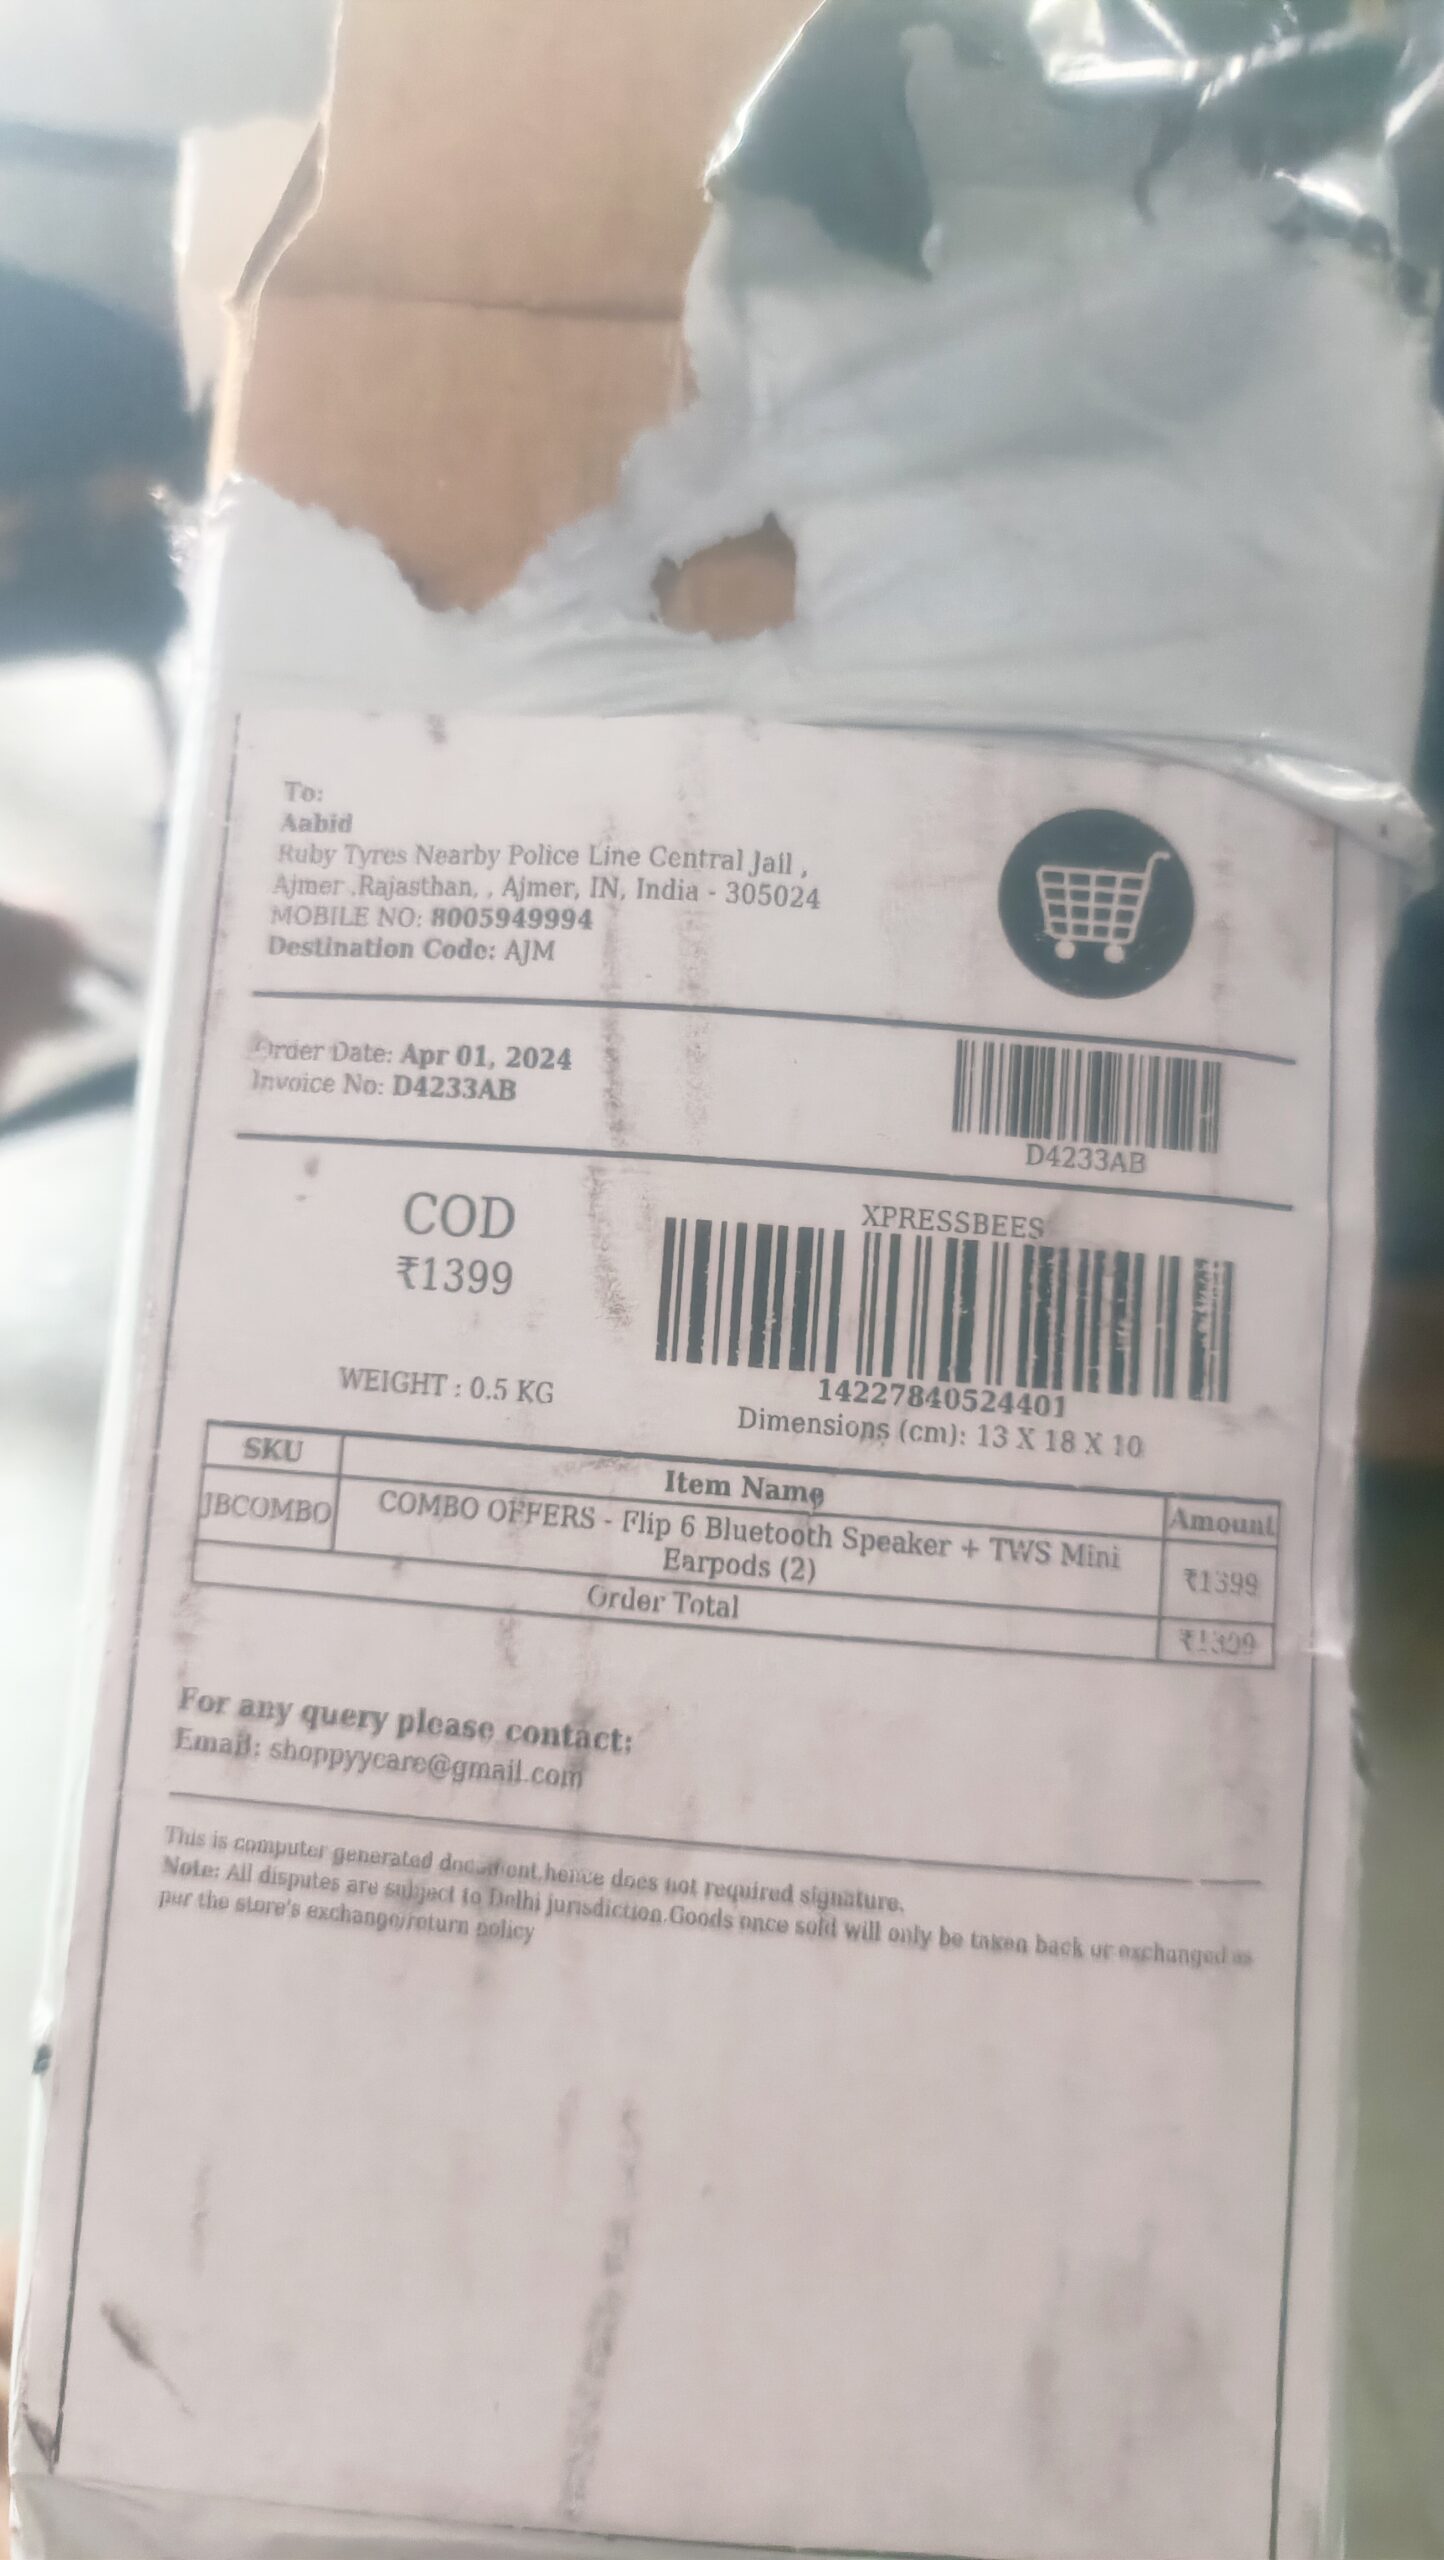 To:
Aabid
Ruby Tyres Nearby Police Line Central Jail ,
Ajmer ,Rajasthan, , Ajmer, IN, India - 305024
MOBILE NO: 8005949994
Destination Code: AJM
Order Date: Apr 01, 2024
Invoice No: D4233AB
D4233AB
COD
₹1399
WEIGHT : 0.5 KG
XPRESSBEES
14227840524401
Dimensions (cm): 13 X 18 X 10
SKU Item Name Amount
JBCOMBO COMBO OFFERS - Flip 6 Bluetooth Speaker + TWS Mini
Earpods (2) ₹1399
Order Total ₹1399
For any query please contact:
Email: shoppyycare@gmail.com
This is computer generated document,hence does not required signature.
Note: All disputes are subject to Delhi jurisdiction.Goods once sold will only be taken back or exchanged as
per the store's exchange/return policy